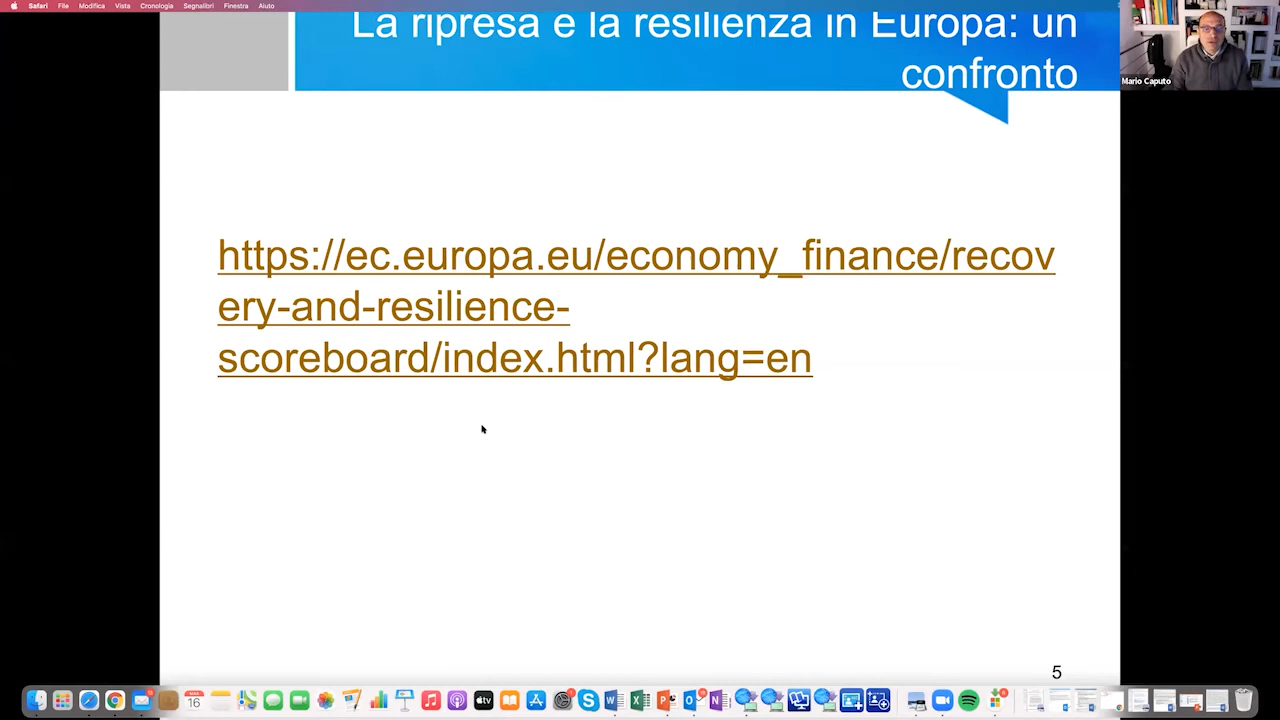 Safari File Modifica Vista Cronologia Segnalibri Finestra Aiuto
La ripresa e la resilienza in Europa: un
confronto
Mario Caputo
https://ec.europa.eu/economy_finance/recov
ery-and-resilience-
scoreboard/index.html?lang=en
5
16